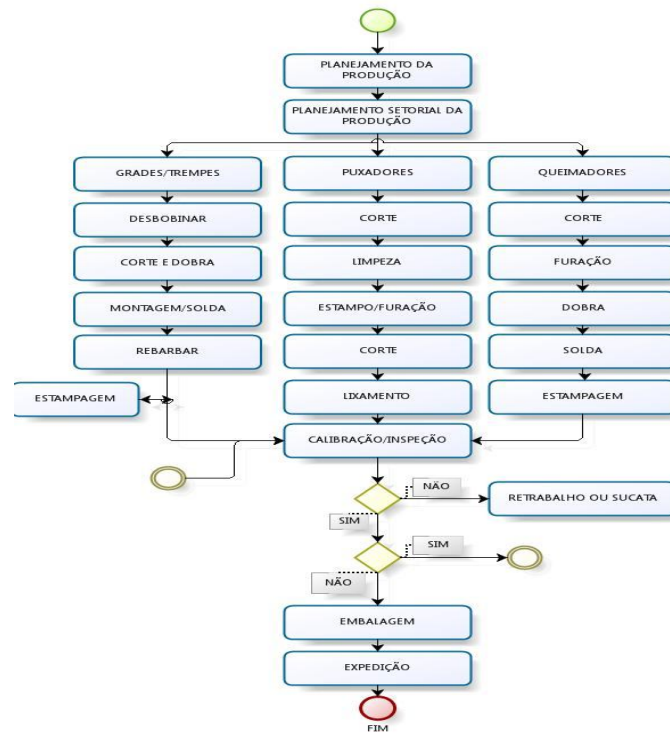 PLANEJAMENTO DA
PRODUÇÃO
PLANEJAMENTO SETORIAL DA
PRODUÇÃO
GRADES/TREMPES
PUXADORES
QUEIMADORES
DESBOBINAR
CORTE
CORTE
CORTE E DOBRA
LIMPEZA
FURAÇÃO
MONTAGEM/SOLDA
ESTAMPO/FURAÇÃO
DOBRA
REBARBAR
CORTE
SOLDA
ESTAMPAGEM
LIXAMENTO
ESTAMPAGEM
CALIBRAÇÃO/INSPEÇÃO
NÃO
RETRABALHO OU SUCATA
SIM
SIM
NÃO
EMBALAGEM
EXPEDIÇÃO
FIM